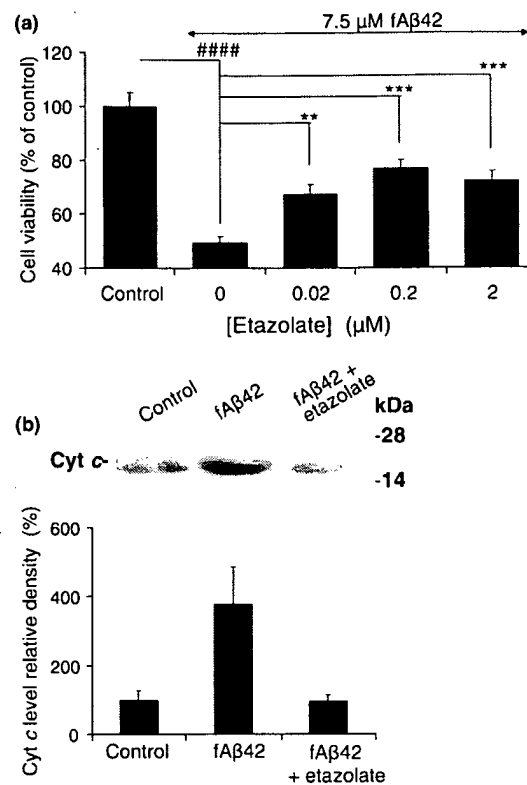 (a)
7.5 µM fAβ42
####
**
***
***
Cell viability (% of control)
120
100
80
60
40
Control 0 0.02 0.2 2
[Etazolate] (µM)
(b)
Control fAβ42 fAβ42 + etazolate
kDa
-28
Cyt c-
-14
Cyt c level relative density (%)
600
400
200
0
Control fAβ42 fAβ42
+ etazolate